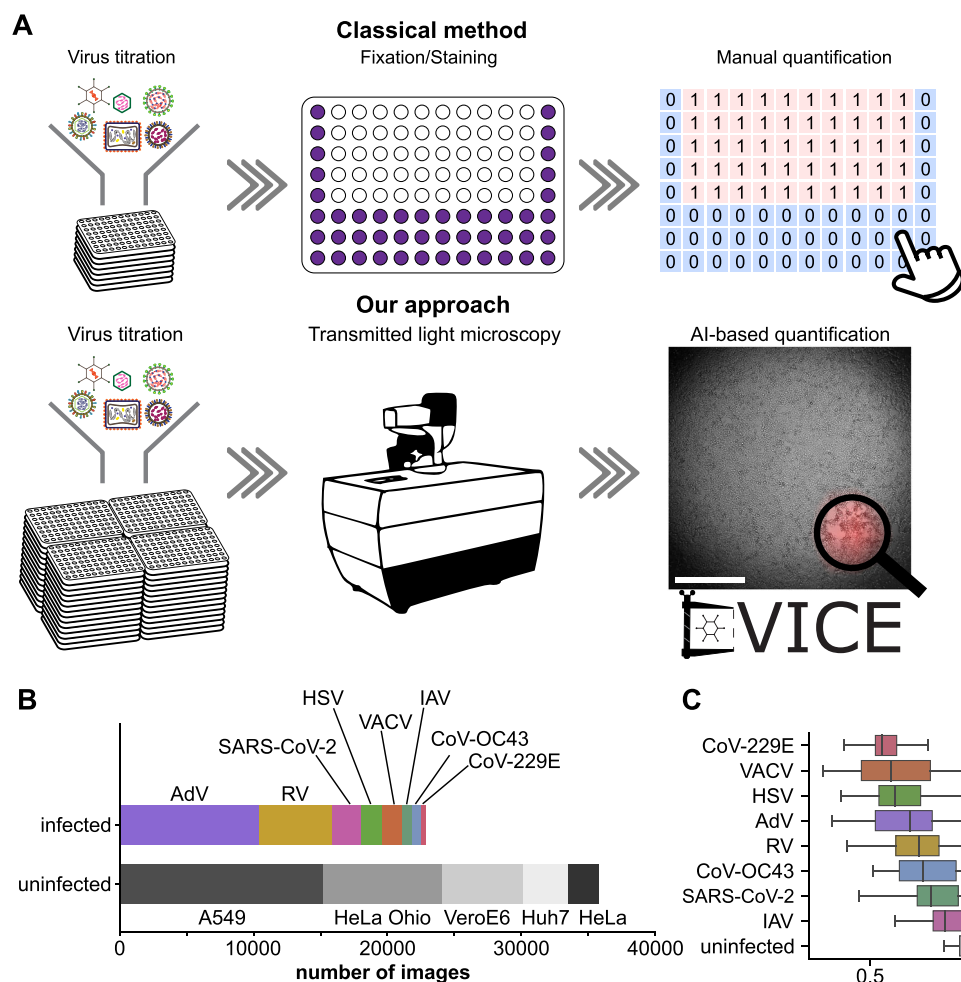 A
Classical method
Virus titration
Fixation/Staining
Manual quantification
0 1 1 1 1 1 1 1 1 1 1 0
0 1 1 1 1 1 1 1 1 1 1 0
0 1 1 1 1 1 1 1 1 1 1 0
0 1 1 1 1 1 1 1 1 1 1 0
0 1 1 1 1 1 1 1 1 1 1 0
0 0 0 0 0 0 0 0 0 0 0 0
0 0 0 0 0 0 0 0 0 0 0
0 0 0 0 0 0 0 0 0 0
Our approach
Virus titration
Transmitted light microscopy
AI-based quantification
VICE
B
HSV
IAV
VACV
SARS-CoV-2
CoV-OC43
CoV-229E
AdV
RV
infected
uninfected
A549
HeLa Ohio
VeroE6
Huh7
HeLa
0
10000
20000
30000
40000
number of images
C
CoV-229E
VACV
HSV
AdV
RV
CoV-OC43
SARS-CoV-2
IAV
uninfected
0.5